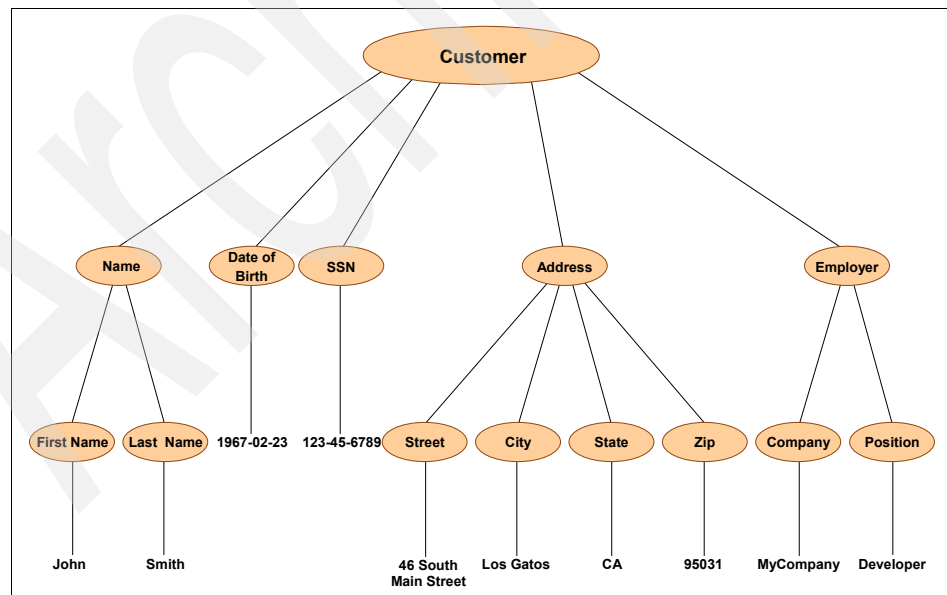 Customer
Name
Date of
Birth
SSN
Address
Employer
First Name
Last Name
1967-02-23
123-45-6789
Street
City
State
Zip
Company
Position
John
Smith
46 South
Main Street
Los Gatos
CA
95031
MyCompany
Developer